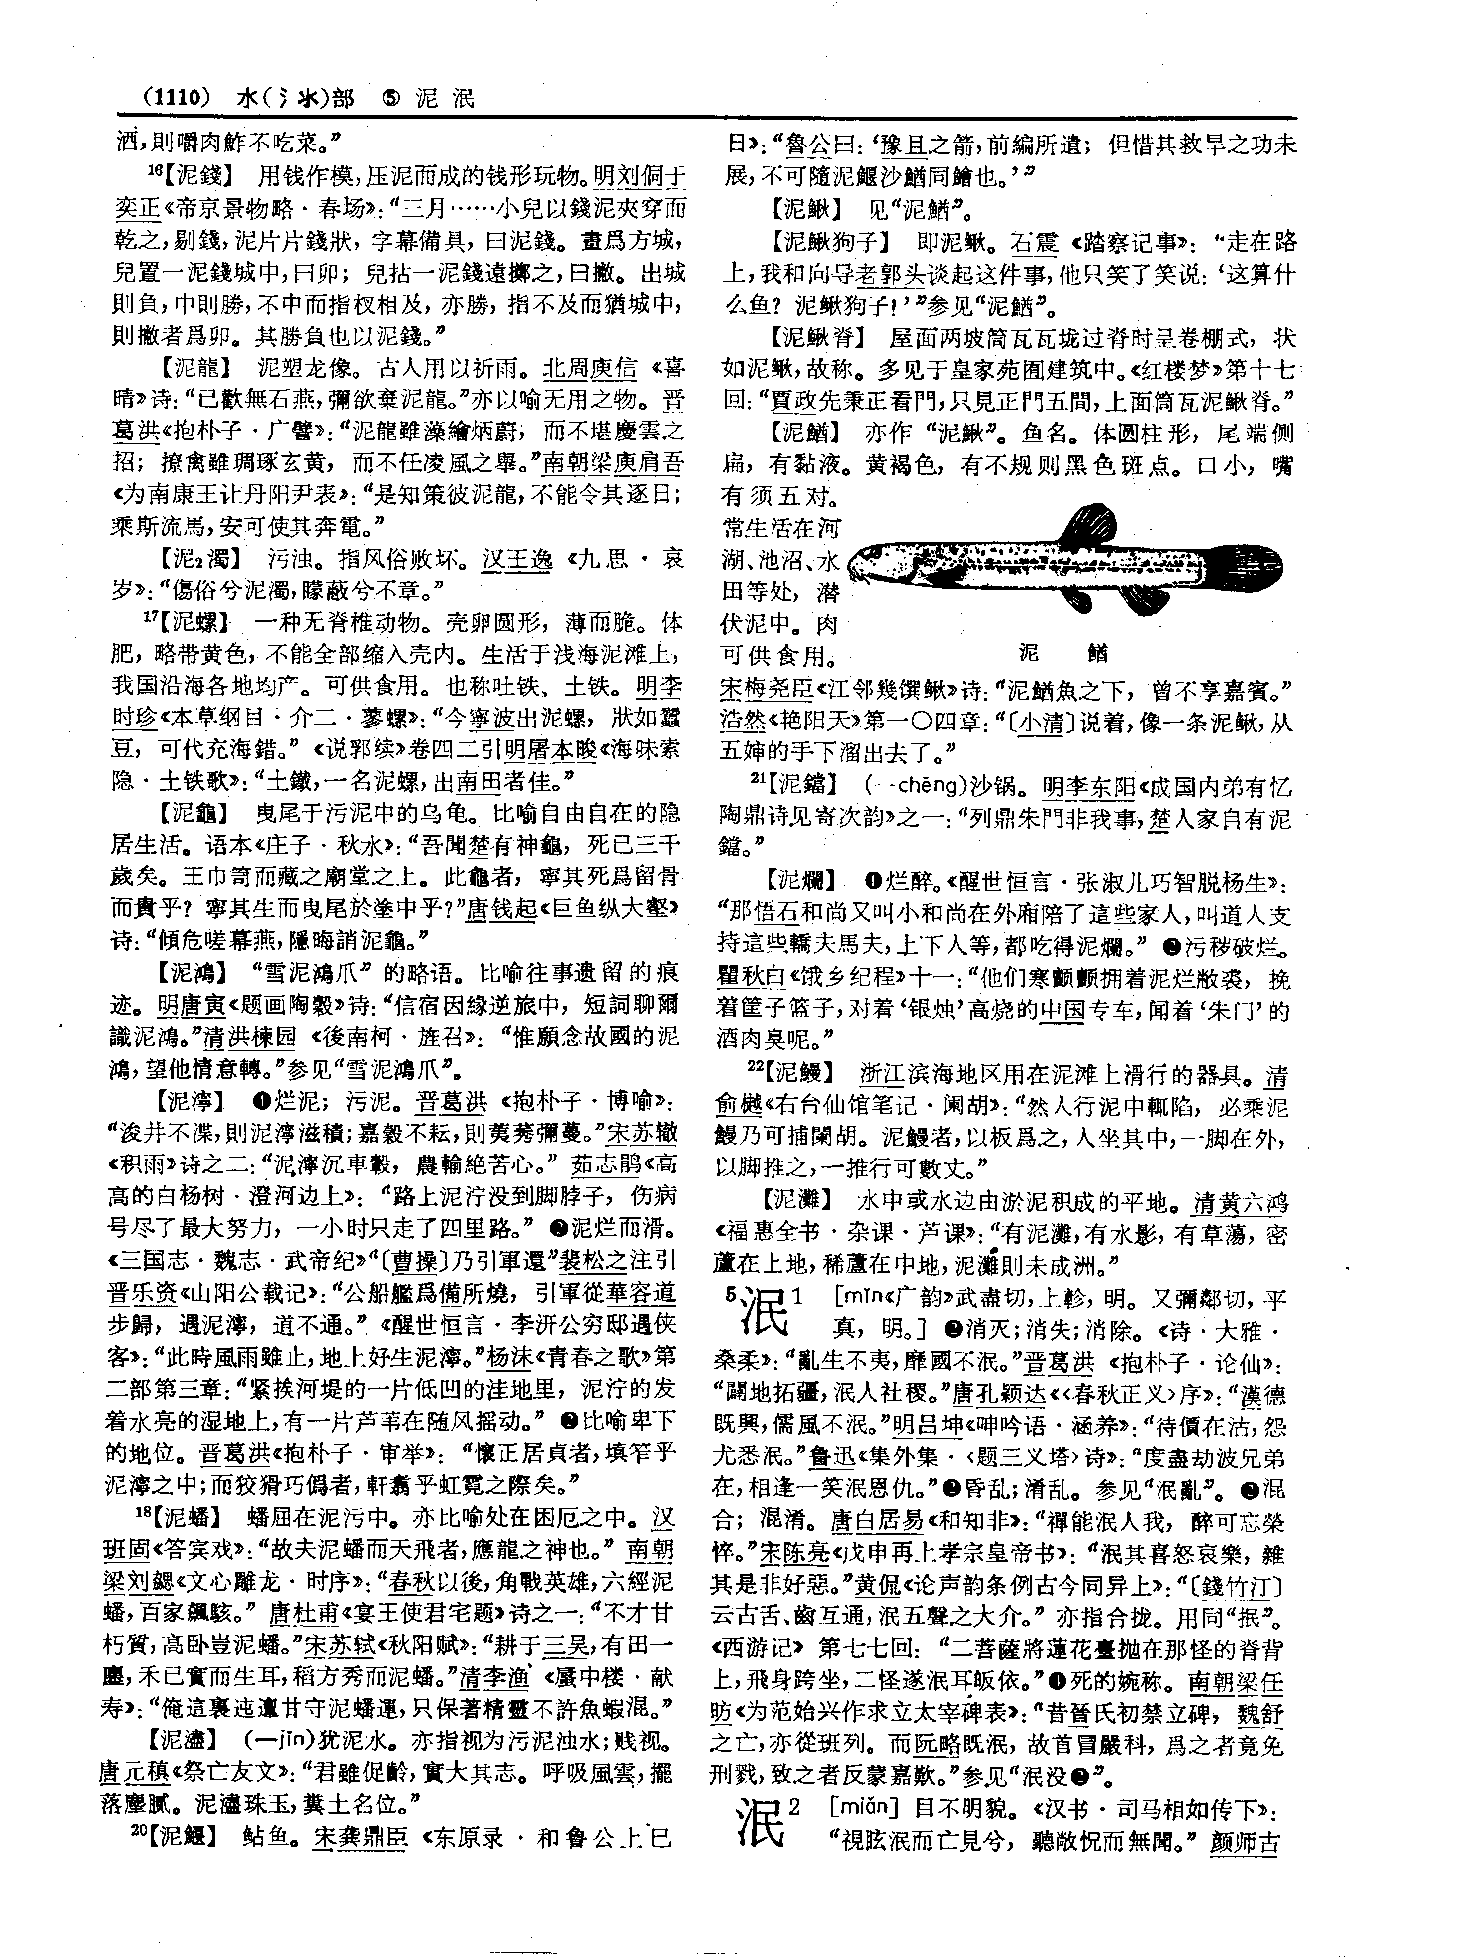 (1110) 水(氵氺)部 ⑤ 泥 泯
洒,則嚼肉鮓不吃菜。”
16【泥錢】 用钱作模,压泥而成的钱形玩物。明刘侗于
奕正《帝京景物略·春场》:“三月……小兒以錢泥夾穿而
乾之,剔錢,泥片片錢狀,字幕備具,曰泥錢。畫爲方城,
兒置一泥錢城中,曰卯;兒拈一泥錢遠擲之,曰撇。出城
則負,中則勝,不中而指杈相及,亦勝,指不及而猶城中,
則撇者爲卯。其勝負也以泥錢。”
【泥龍】 泥塑龙像。古人用以祈雨。北周庾信《喜
晴》诗:“已歡無石燕,彌欲棄泥龍。”亦以喻无用之物。晋
葛洪《抱朴子·广譬》:“泥龍雖藻繪炳蔚,而不堪慶雲之
招;撩禽雖琱琢玄黄,而不任凌風之舉。”南朝梁庾肩吾
《为南康王让丹阳尹表》:“是知策彼泥龍,不能令其逐日;
乘斯流馬,安可使其奔電。”
【泥2濁】 污浊。指风俗败坏。汉王逸《九思·哀
岁》:“傷俗兮泥濁,矇蔽兮不章。”
17【泥螺】 一种无脊椎动物。壳卵圆形,薄而脆。体
肥,略带黄色,不能全部缩入壳内。生活于浅海泥滩上,
我国沿海各地均产。可供食用。也称吐铁、土铁。明李
时珍《本草纲目·介二·蓼螺》:“今寧波出泥螺,狀如蠶
豆,可代充海錯。”《说郛续》卷四二引明屠本畯《海味索
隐·土铁歌》:“土鐵,一名泥螺,出南田者佳。”
【泥龜】 曳尾于污泥中的乌龟。比喻自由自在的隐
居生活。语本《庄子·秋水》:“吾聞楚有神龜,死已三千
歲矣。王巾笥而藏之廟堂之上。此龜者,寧其死爲留骨
而貴乎?寧其生而曳尾於塗中乎?”唐钱起《巨鱼纵大壑》
诗:“傾危嗟幕燕,隱晦誚泥龜。”
【泥鴻】 “雪泥鴻爪”的略语。比喻往事遗留的痕
迹。明唐寅《题画陶穀》诗:“信宿因緣逆旅中,短詞聊爾
識泥鴻。”清洪楝园《後南柯·旌召》:“惟願念故國的泥
鴻,望他情意轉。”参见“雪泥鴻爪”。
【泥濘】 ❶烂泥;污泥。晋葛洪《抱朴子·博喻》:
“浚井不渫,則泥濘滋積;嘉穀不耘,則荑莠彌蔓。”宋苏辙
《积雨》诗之二:“泥濘沉車轂,農輸絶苦心。”茹志鹃《高
高的白杨树·澄河边上》:“路上泥泞没到脚脖子,伤病
号尽了最大努力,一小时只走了四里路。”❷泥烂而滑。
《三国志·魏志·武帝纪》“〔曹操〕乃引軍還”裴松之注引
晋乐资《山阳公载记》:“公船艦爲備所燒,引軍從華容道
步歸,遇泥濘,道不通。”《醒世恒言·李汧公穷邸遇侠
客》:“此時風雨雖止,地上好生泥濘。”杨沫《青春之歌》第
二部第三章:“紧挨河堤的一片低凹的洼地里,泥泞的发
着水亮的湿地上,有一片芦苇在随风摇动。”❸比喻卑下
的地位。晋葛洪《抱朴子·审举》:“懷正居貞者,填笮乎
泥濘之中;而狡猾巧僞者,軒翥乎虹霓之際矣。”
18【泥蟠】 蟠屈在泥污中。亦比喻处在困厄之中。汉
班固《答宾戏》:“故夫泥蟠而天飛者,應龍之神也。”南朝
梁刘勰《文心雕龙·时序》:“春秋以後,角戰英雄,六經泥
蟠,百家飆駭。”唐杜甫《宴王使君宅题》诗之一:“不才甘
朽質,高卧豈泥蟠。”宋苏轼《秋阳赋》:“耕于三吴,有田一
廛,禾已實而生耳,稻方秀而泥蟠。”清李渔《蜃中楼·献
寿》:“俺這裏迍邅甘守泥蟠運,只保著精靈不許魚蝦混。”
【泥濜】 (—jīn)犹泥水。亦指视为污泥浊水;贱视。
唐元稹《祭亡友文》:“君雖促齡,實大其志。呼吸風雲,擺
落塵膩。泥濜珠玉,糞土名位。”
20【泥鰋】 鲇鱼。宋龚鼎臣《东原录·和鲁公上巳
日》:“魯公曰:‘豫且之箭,前編所遺;但惜其救旱之功未
展,不可隨泥鰋沙鰌同鱠也。’”
【泥鳅】 见“泥鰌”。
【泥鳅狗子】 即泥鳅。石震《踏察记事》:“走在路
上,我和向导老郭头谈起这件事,他只笑了笑说:‘这算什
么鱼?泥鳅狗子!’”参见“泥鰌”。
【泥鳅脊】 屋面两坡筒瓦瓦垅过脊时呈卷棚式,状
如泥鳅,故称。多见于皇家苑囿建筑中。《红楼梦》第十七
回:“賈政先秉正看門,只見正門五間,上面筒瓦泥鳅脊。”
【泥鰌】 亦作“泥鳅”。鱼名。体圆柱形,尾端侧
扁,有黏液。黄褐色,有不规则黑色斑点。口小,嘴
有须五对。
常生活在河
湖、池沼、水
田等处,潜
伏泥中。肉
可供食用。
泥 鰌
宋梅尧臣《江邻幾馔鳅》诗:“泥鰌魚之下,曾不享嘉賓。”
浩然《艳阳天》第一〇四章:“〔小清〕说着,像一条泥鳅,从
五婶的手下溜出去了。”
21【泥鐺】 (—chēng)沙锅。明李东阳《成国内弟有忆
陶鼎诗见寄次韵》之一:“列鼎朱門非我事,楚人家自有泥
鐺。”
【泥爛】 ❶烂醉。《醒世恒言·张淑儿巧智脱杨生》:
“那悟石和尚又叫小和尚在外廂陪了這些家人,叫道人支
持這些轎夫馬夫,上下人等,都吃得泥爛。”❷污秽破烂。
瞿秋白《饿乡纪程》十一:“他们寒颤颤拥着泥烂敝裘,挽
着筐子篮子,对着‘银烛’高烧的中国专车,闻着‘朱门’的
酒肉臭呢。”
22【泥鳗】 浙江滨海地区用在泥滩上滑行的器具。清
俞樾《右台仙馆笔记·阑胡》:“然人行泥中輒陷,必乘泥
鰻乃可捕闌胡。泥鰻者,以板爲之,人坐其中,一脚在外,
以脚推之,一推行可數丈。”
【泥灘】 水中或水边由淤泥积成的平地。清黄六鸿
《福惠全书·杂课·芦课》:“有泥灘,有水影,有草蕩,密
蘆在上地,稀蘆在中地,泥灘則未成洲。”
5泯1 [mǐn《广韵》武盡切,上軫,明。又彌鄰切,平
真,明。] ❶消灭;消失;消除。《诗·大雅·
桑柔》:“亂生不夷,靡國不泯。”晋葛洪《抱朴子·论仙》:
“闢地拓疆,泯人社稷。”唐孔颖达《〈春秋正义〉序》:“漢德
既興,儒風不泯。”明吕坤《呻吟语·涵养》:“待價在沽,怨
尤悉泯。”鲁迅《集外集·〈题三义塔〉诗》:“度盡劫波兄弟
在,相逢一笑泯恩仇。”❷昏乱;淆乱。参见“泯亂”。❸混
合;混淆。唐白居易《和知非》:“禪能泯人我,醉可忘榮
悴。”宋陈亮《戊申再上孝宗皇帝书》:“泯其喜怒哀樂,雜
其是非好惡。”黄侃《论声韵条例古今同异上》:“〔錢竹汀〕
云古舌、齒互通,泯五聲之大介。”亦指合拢。用同“抿”。
《西游记》第七七回:“二菩薩將蓮花臺抛在那怪的脊背
上,飛身跨坐,二怪遂泯耳皈依。”❹死的婉称。南朝梁任
昉《为范始兴作求立太宰碑表》:“昔晉氏初禁立碑,魏舒
之亡,亦從班列。而阮略既泯,故首冒嚴科,爲之者竟免
刑戮,致之者反蒙嘉歎。”参见“泯没❷”。
泯2 [miàn] 目不明貌。《汉书·司马相如传下》:
“視眩泯而亡見兮,聽敞怳而無聞。”颜师古